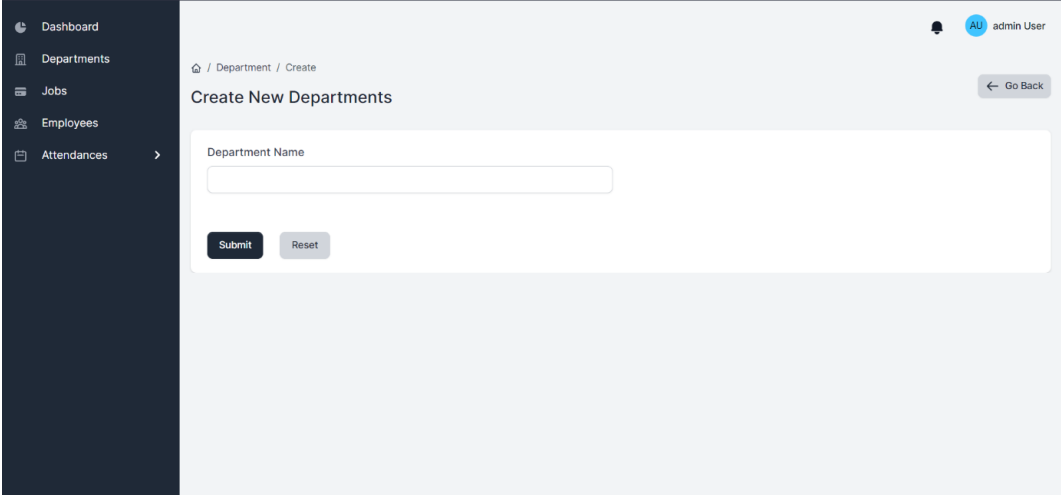 Dashboard
Departments
Jobs
Employees
Attendances
AU admin User
/ Department / Create
Create New Departments
Go Back
Department Name
Submit Reset